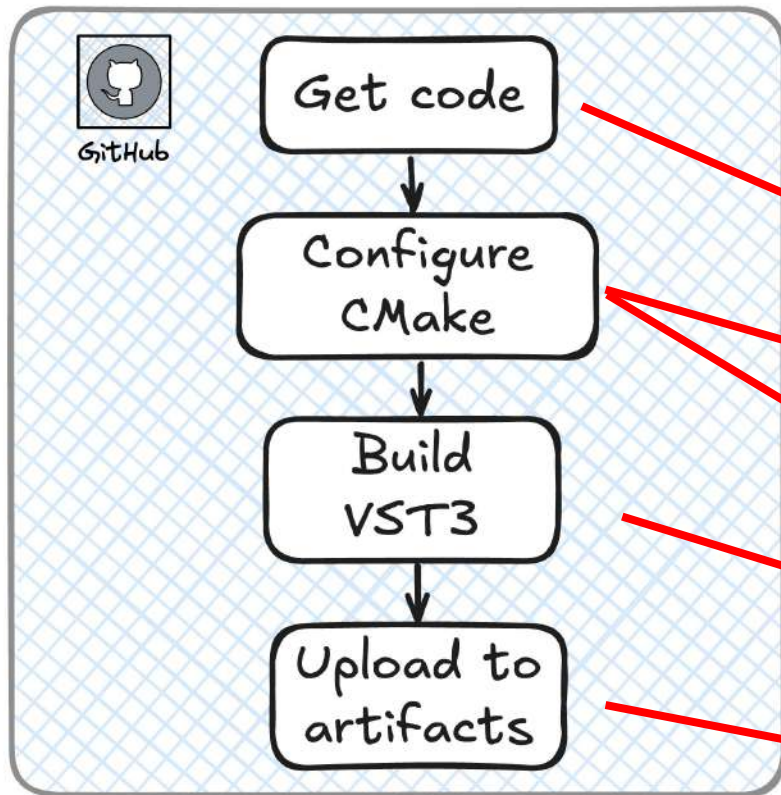 Get code
GitHub
Configure
CMake
Build
VST3
Upload to
artifacts